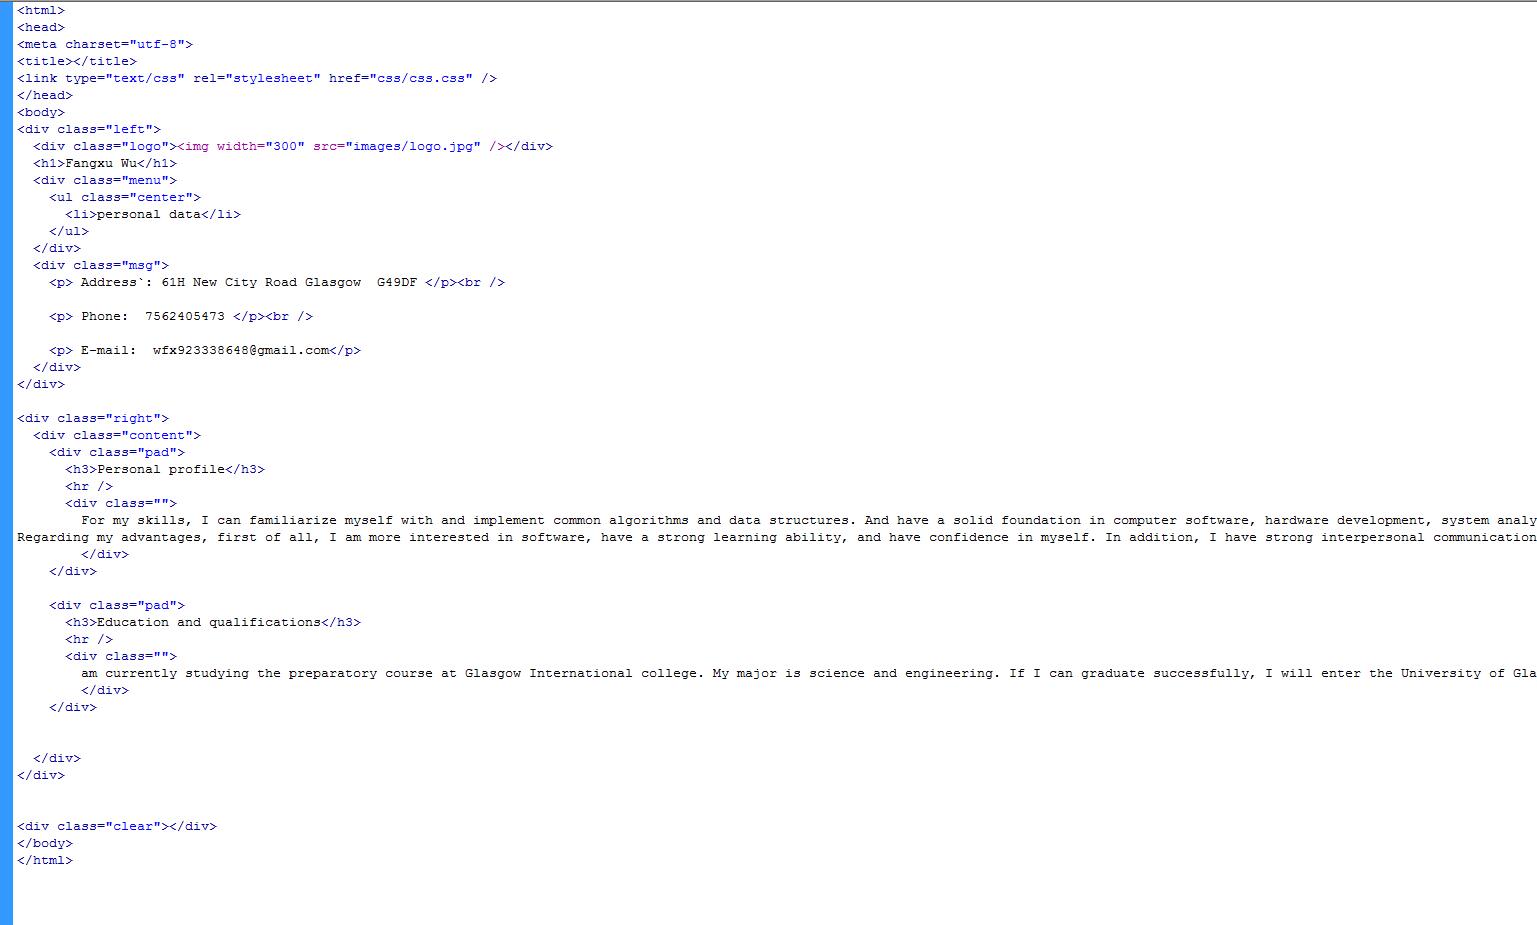 <html>
<head>
<meta charset="utf-8">
<title></title>
<link type="text/css" rel="stylesheet" href="css/css.css" />
</head>
<body>
<div class="left">
  <div class="logo"><img width="300" src="images/logo.jpg" /></div>
  <h1>Fangxu Wu</h1>
  <div class="menu">
    <ul class="center">
      <li>personal data</li>
    </ul>
  </div>
  <div class="msg">
    <p> Address`: 61H New City Road Glasgow  G49DF </p><br />
    <p> Phone:  7562405473 </p><br />
    <p> E-mail:  wfx923338648@gmail.com</p>
  </div>
</div>
<div class="right">
  <div class="content">
    <div class="pad">
      <h3>Personal profile</h3>
      <hr />
      <div class="">
        For my skills, I can familiarize myself with and implement common algorithms and data structures. And have a solid foundation in computer software, hardware development, system analy
Regarding my advantages, first of all, I am more interested in software, have a strong learning ability, and have confidence in myself. In addition, I have strong interpersonal communication
        </div>
    </div>
    <div class="pad">
      <h3>Education and qualifications</h3>
      <hr />
      <div class="">
        am currently studying the preparatory course at Glasgow International college. My major is science and engineering. If I can graduate successfully, I will enter the University of Gla
        </div>
    </div>
  </div>
</div>
<div class="clear"></div>
</body>
</html>